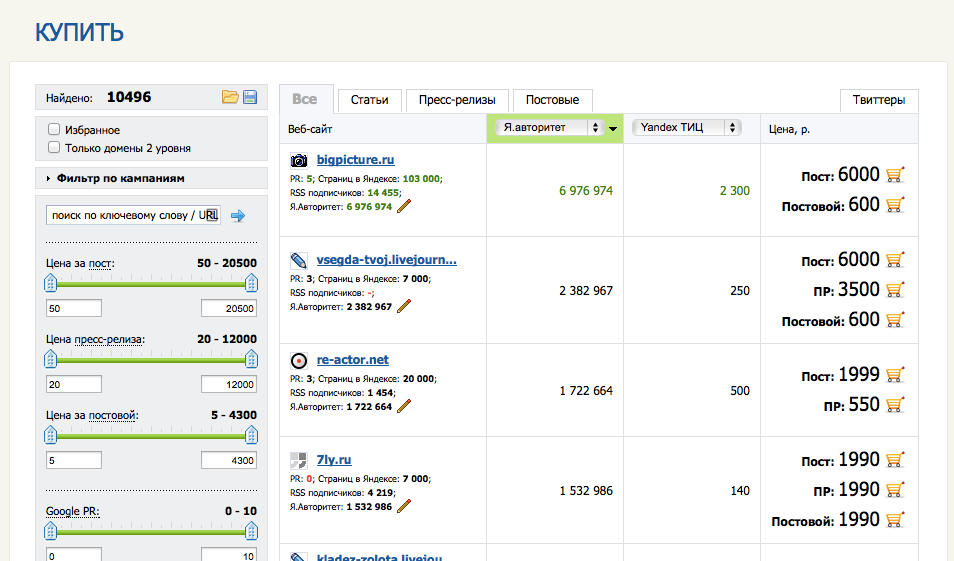 КУПИТЬ
Найдено: 10496
Избранное
Только домены 2 уровня
Фильтр по кампаниям
поиск по ключевому слову / URL
Цена за пост: 50 - 20500
50 20500
Цена пресс-релиза: 20 - 12000
20 12000
Цена за постовой: 5 - 4300
5 4300
Google PR: 0 - 10
0 10
Все Статьи Пресс-релизы Постовые Твиттеры
Веб-сайт Я.авторитет Yandex ТИЦ Цена, р.
bigpicture.ru
PR: 5; Страниц в Яндексе: 103 000;
RSS подписчиков: 14 455;
Я.Авторитет: 6 976 974
6 976 974 2 300
Пост: 6000
Постовой: 600
vsegda-tvoj.livejourn...
PR: 3; Страниц в Яндексе: 7 000;
RSS подписчиков: -;
Я.Авторитет: 2 382 967
2 382 967 250
Пост: 6000
ПР: 3500
Постовой: 600
re-actor.net
PR: 3; Страниц в Яндексе: 20 000;
RSS подписчиков: 1 454;
Я.Авторитет: 1 722 664
1 722 664 500
Пост: 1999
ПР: 550
7ly.ru
PR: 0; Страниц в Яндексе: 7 000;
RSS подписчиков: 4 219;
Я.Авторитет: 1 532 986
1 532 986 140
Пост: 1990
ПР: 1990
Постовой: 1990
kladez-zolota.livejou...